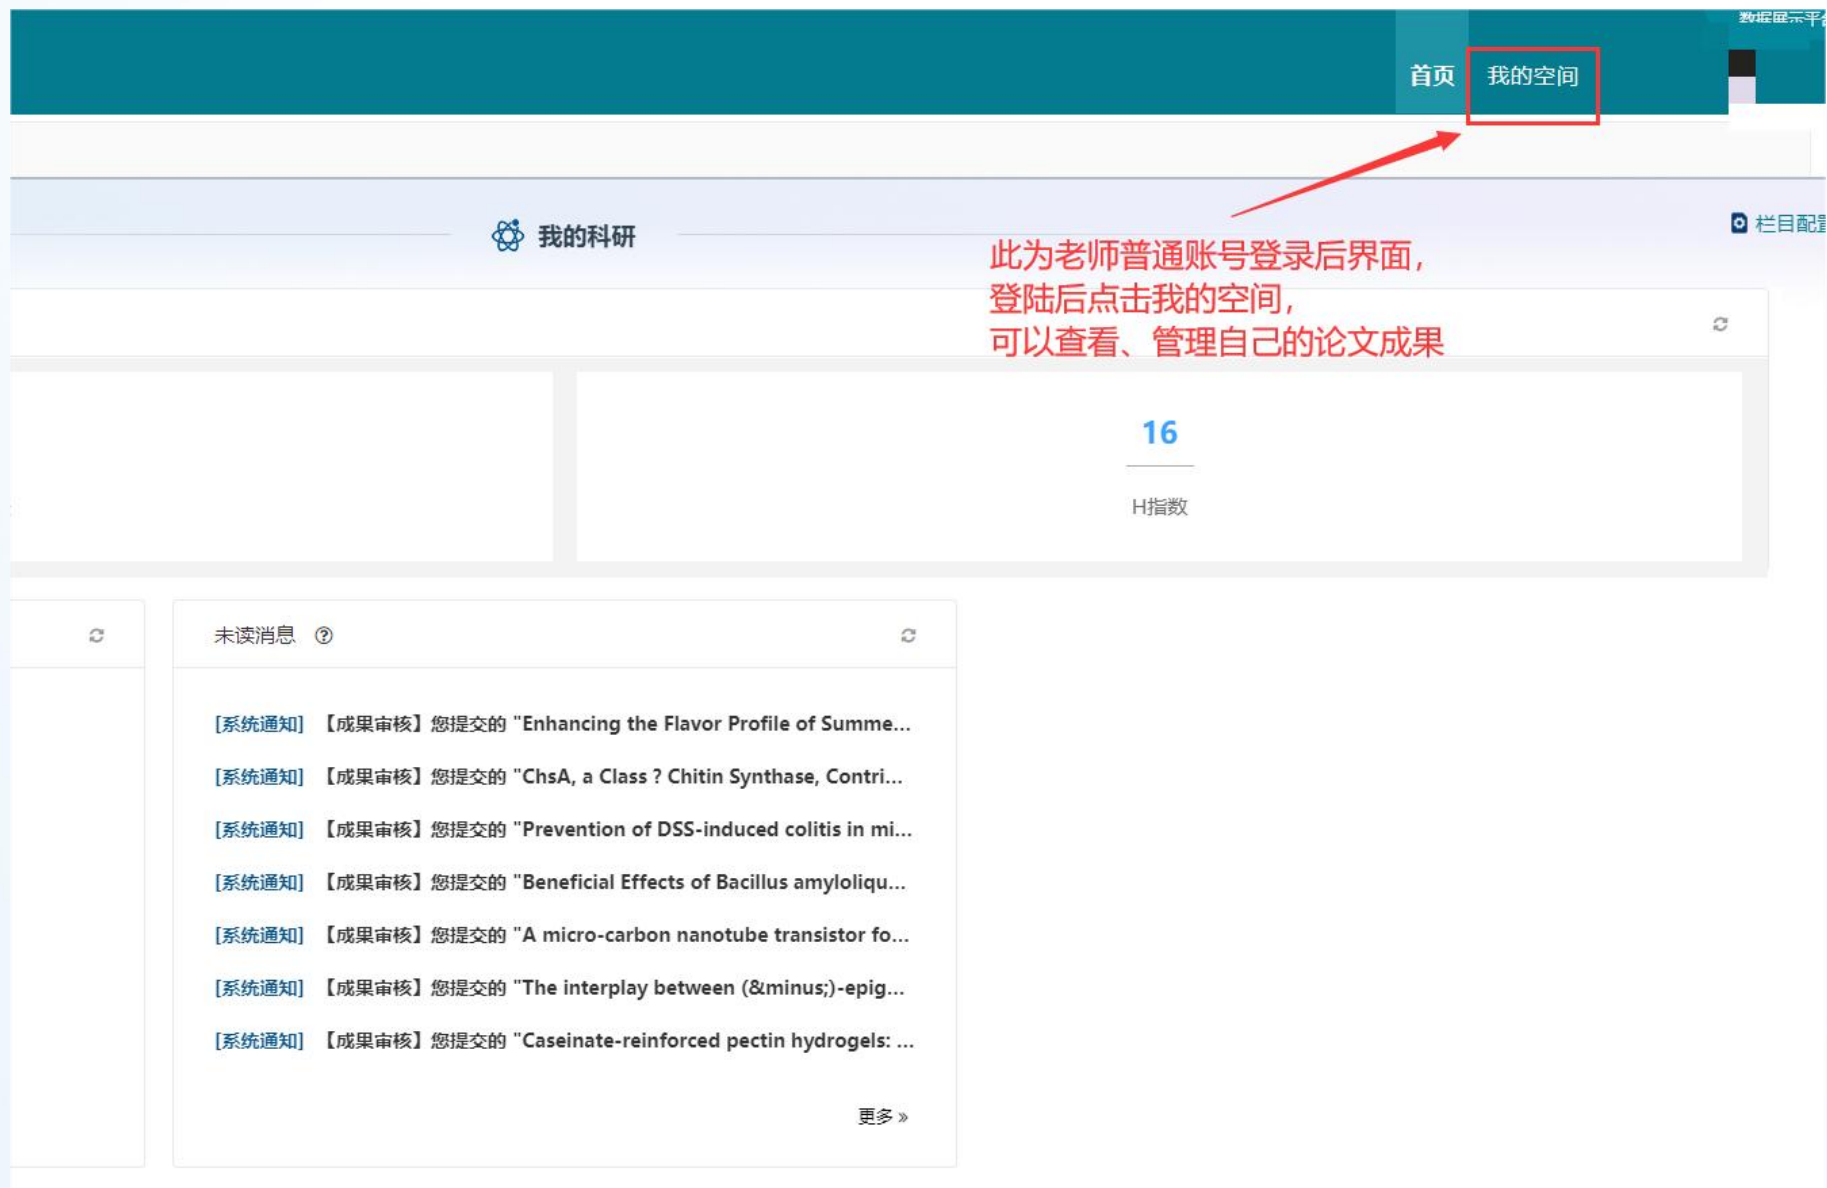 数据展示平台
首页 我的空间
我的科研
栏目配置
此为老师普通账号登录后界面，
登陆后点击我的空间，
可以查看、管理自己的论文成果
16
H指数
未读消息 ?
[系统通知] 【成果审核】您提交的 "Enhancing the Flavor Profile of Summe...
[系统通知] 【成果审核】您提交的 "ChsA, a Class ? Chitin Synthase, Contri...
[系统通知] 【成果审核】您提交的 "Prevention of DSS-induced colitis in mi...
[系统通知] 【成果审核】您提交的 "Beneficial Effects of Bacillus amyloliqu...
[系统通知] 【成果审核】您提交的 "A micro-carbon nanotube transistor fo...
[系统通知] 【成果审核】您提交的 "The interplay between (&minus;)-epig...
[系统通知] 【成果审核】您提交的 "Caseinate-reinforced pectin hydrogels: ...
更多 »